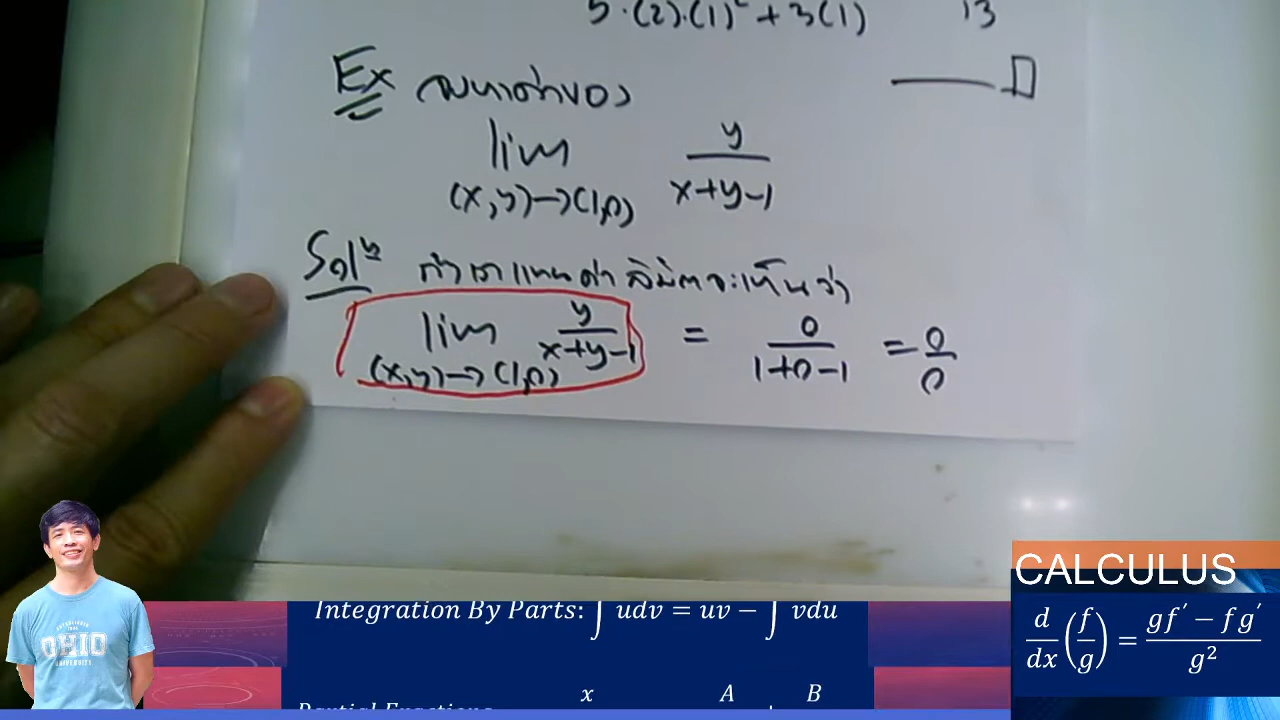 5·(2)·(1)² + 3(1) 13
Ex จงหาค่าของ
lim y
(x,y)→(1,0) x+y-1
Solⁿ ถ้าเราแทนค่าลิมิตจะเห็นว่า
lim y/(x+y-1) = 0/(1+0-1) = 0/0
(x,y)→(1,0)
OHIO
UNIVERSITY
Integration By Parts: ∫ udv = uv − ∫ vdu
x A B
CALCULUS
d/dx (f/g) = (gf′ − fg′)/g²